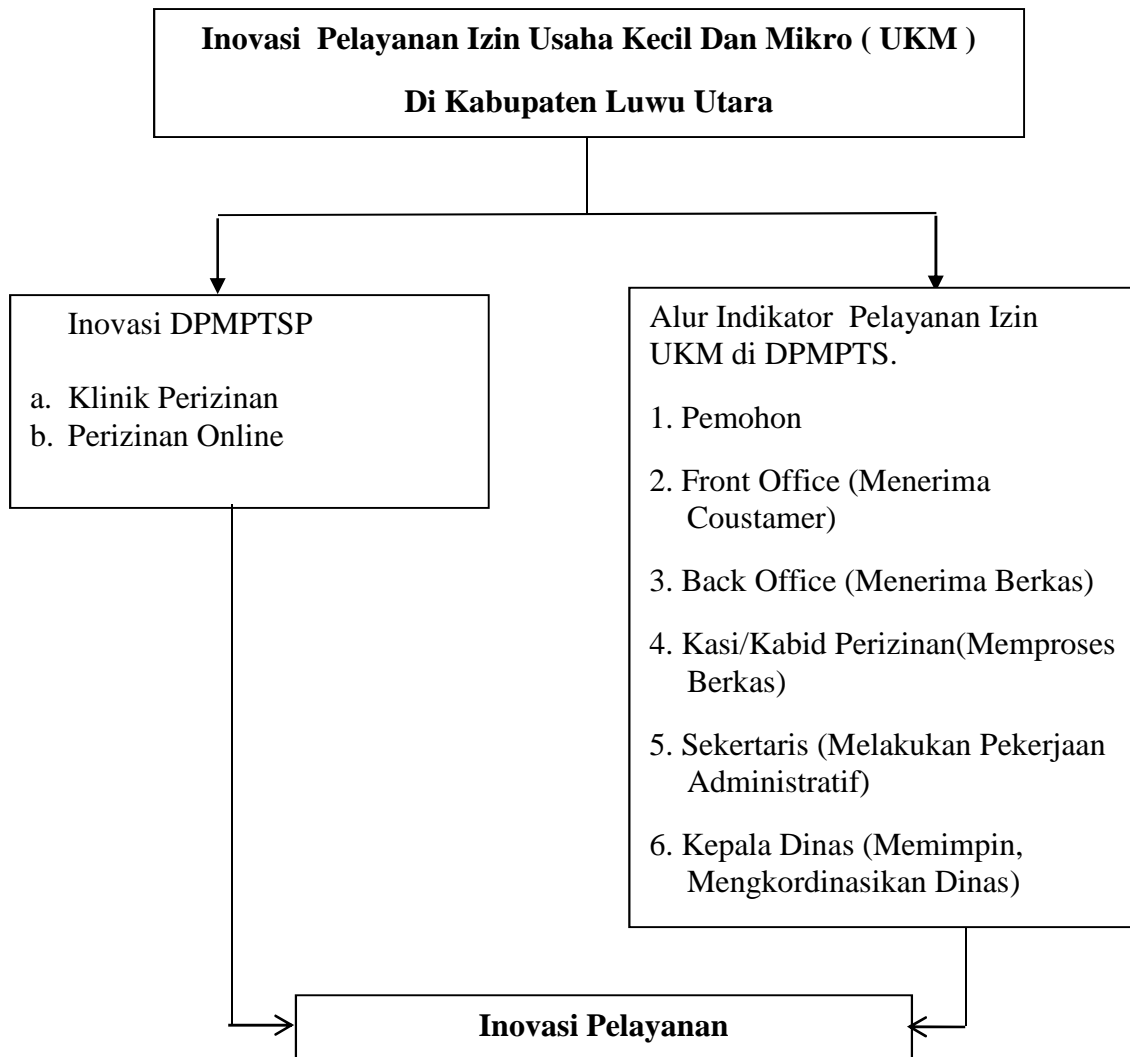 Inovasi Pelayanan Izin Usaha Kecil Dan Mikro ( UKM )
Di Kabupaten Luwu Utara
Inovasi DPMPTSP
a. Klinik Perizinan
b. Perizinan Online
Alur Indikator Pelayanan Izin
UKM di DPMPTS.
1. Pemohon
2. Front Office (Menerima
Coustamer)
3. Back Office (Menerima Berkas)
4. Kasi/Kabid Perizinan(Memproses
Berkas)
5. Sekertaris (Melakukan Pekerjaan
Administratif)
6. Kepala Dinas (Memimpin,
Mengkordinasikan Dinas)
Inovasi Pelayanan